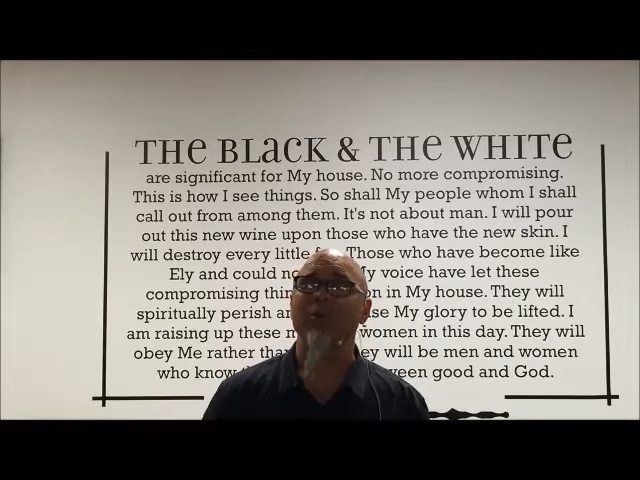 THE BLACK & THE WHITE
are significant for My house. No more compromising.
This is how I see things. So shall My people whom I shall
call out from among them. It's not about man. I will pour
out this new wine upon those who have the new skin. I
will destroy every little Those who have become like
Ely and could My voice have let these
compromising in My house. They will
spiritually perish My glory to be lifted. I
am raising up these women in this day. They will
obey Me rather will be men and women
who know between good and God.